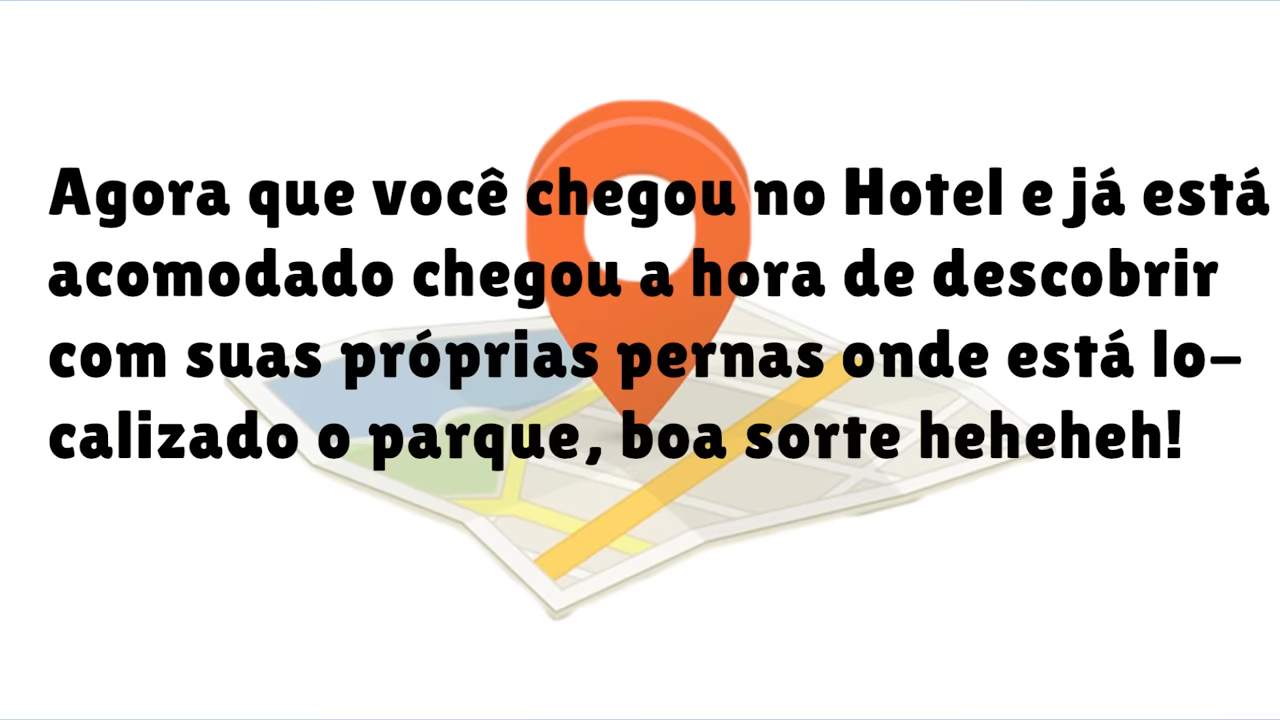 Agora que você chegou no Hotel e já está
acomodado chegou a hora de descobrir
com suas próprias pernas onde está lo-
calizado o parque, boa sorte heheheh!